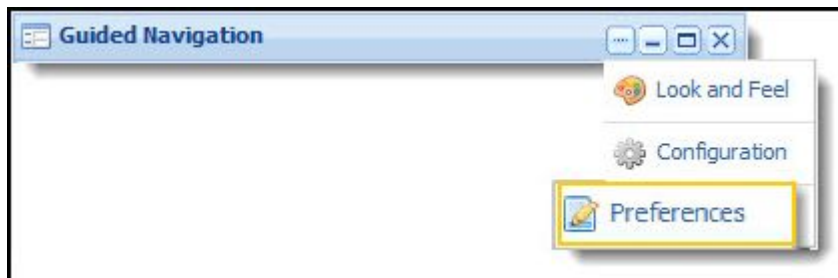 Guided Navigation
Look and Feel
Configuration
Preferences